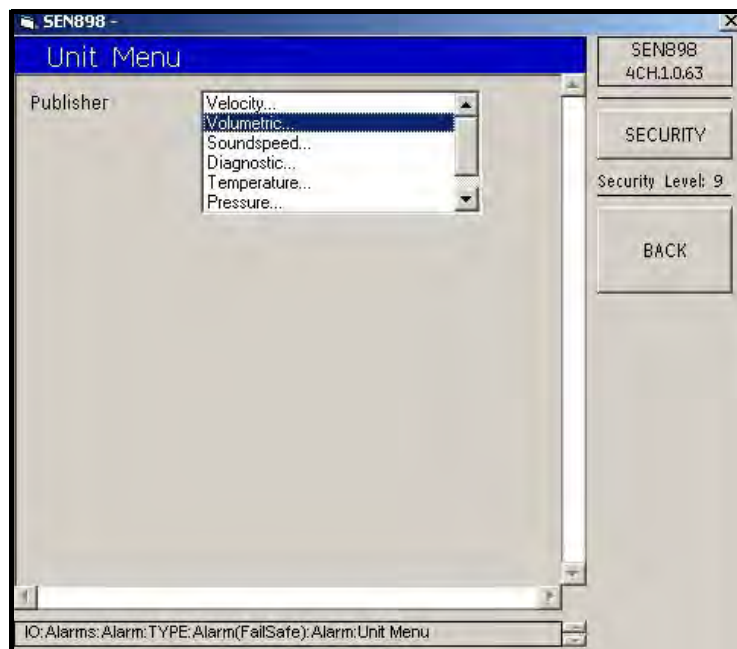 SEN898 -
Unit Menu
Publisher
Velocity...
Volumetric...
Soundspeed...
Diagnostic...
Temperature...
Pressure...
SEN898
4CH.1.0.63
SECURITY
Security Level: 9
BACK
IO:Alarms:Alarm:TYPE:Alarm(FailSafe):Alarm:Unit Menu